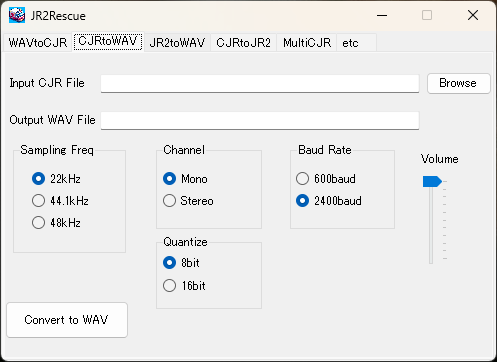 JR2Rescue
WAVtoCJR CJRtoWAV JR2toWAV CJRtoJR2 MultiCJR etc
Input CJR File Browse
Output WAV File
Sampling Freq Channel Baud Rate Volume
22kHz Mono 600baud
44.1kHz Stereo 2400baud
48kHz
Quantize
8bit
16bit
Convert to WAV